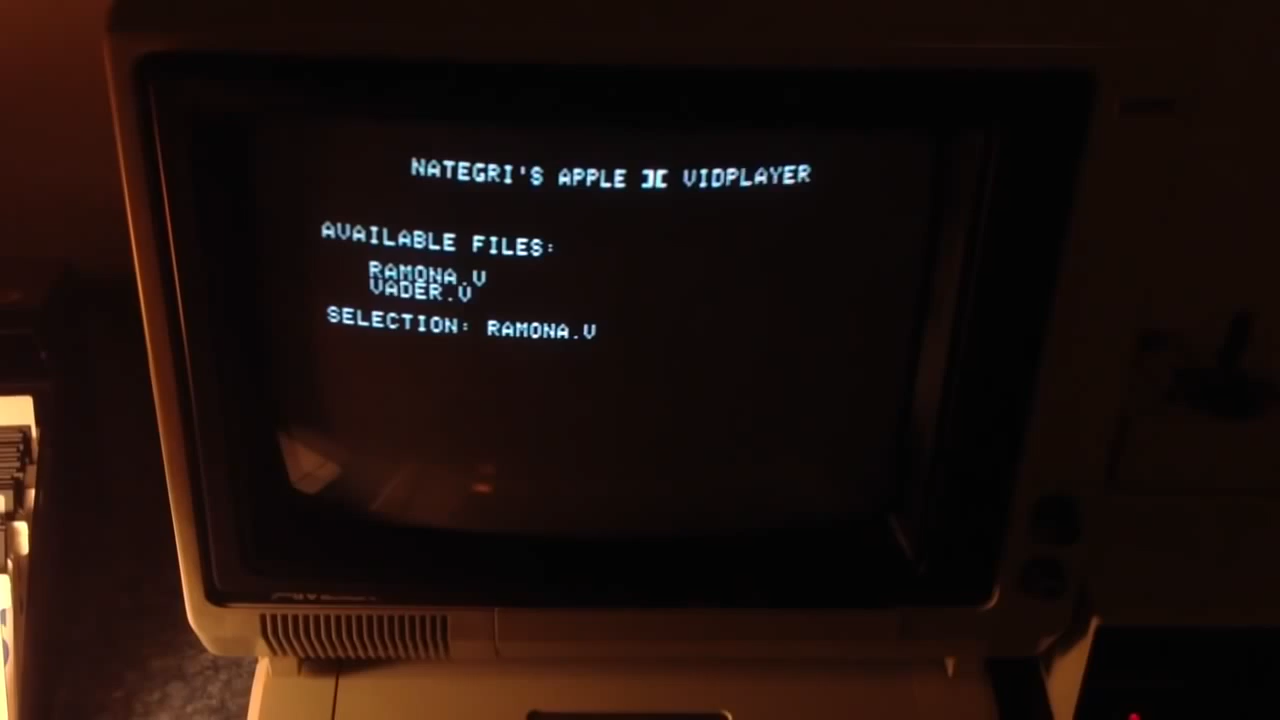 NATEGRI'S APPLE ][ VIDPLAYER
AVAILABLE FILES:
RAMONA.V
VADER.V
SELECTION: RAMONA.V